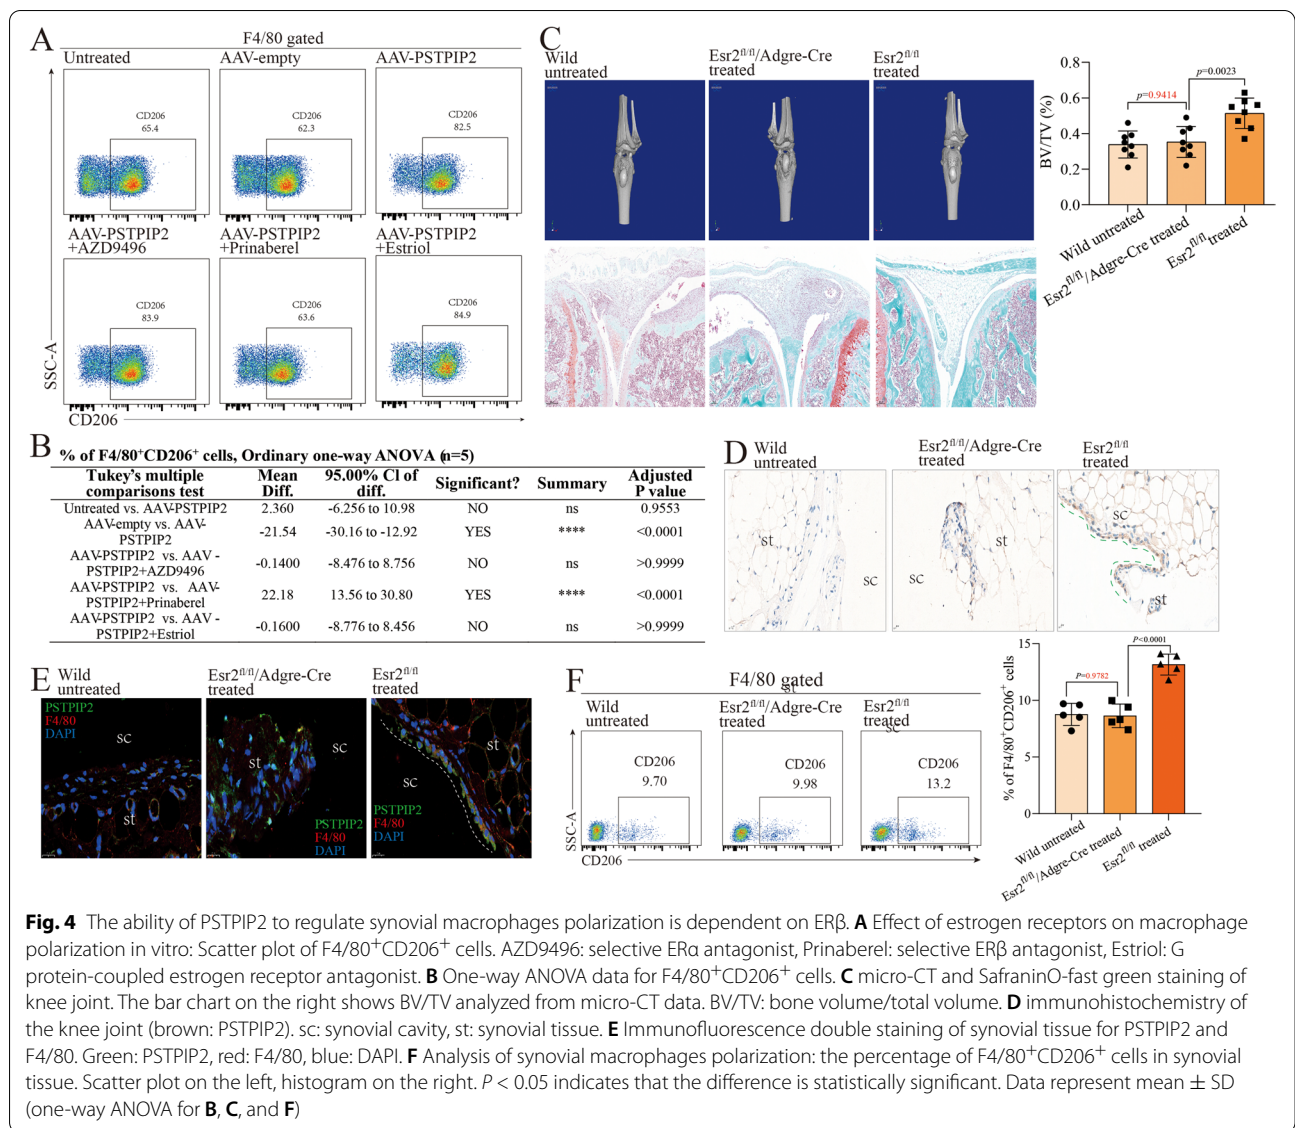 A
F4/80 gated
Untreated
AAV-empty
AAV-PSTPIP2
CD206
65.4
CD206
62.3
CD206
82.5
AAV-PSTPIP2
+AZD9496
AAV-PSTPIP2
+Prinaberel
AAV-PSTPIP2
+Estriol
CD206
83.9
CD206
63.6
CD206
84.9
SSC-A
CD206
B
% of F4/80⁺CD206⁺ cells, Ordinary one-way ANOVA (n=5)
Tukey's multiple comparisons test Mean Diff. 95.00% Cl of diff. Significant? Summary Adjusted P value
Untreated vs. AAV-PSTPIP2 2.360 -6.256 to 10.98 NO ns 0.9553
AAV-empty vs. AAV-PSTPIP2 -21.54 -30.16 to -12.92 YES **** <0.0001
AAV-PSTPIP2 vs. AAV -PSTPIP2+AZD9496 -0.1400 -8.476 to 8.756 NO ns >0.9999
AAV-PSTPIP2 vs. AAV-PSTPIP2+Prinaberel 22.18 13.56 to 30.80 YES **** <0.0001
AAV-PSTPIP2 vs. AAV -PSTPIP2+Estriol -0.1600 -8.776 to 8.456 NO ns >0.9999
C
Wild
untreated
Esr2fl/fl/Adgre-Cre
treated
Esr2fl/fl
treated
BV/TV (%)
0.8
0.6
0.4
0.2
0.0
p=0.9414
p=0.0023
Wild untreated
Esr2fl/fl/Adgre-Cre treated
Esr2fl/fl treated
D
Wild
untreated
Esr2fl/fl/Adgre-Cre
treated
Esr2fl/fl
treated
st
sc
st
sc
sc
st
E
Wild
untreated
Esr2fl/fl/Adgre-Cre
treated
Esr2fl/fl
treated
PSTPIP2
F4/80
DAPI
sc
st
sc
st
PSTPIP2
F4/80
DAPI
st
sc
PSTPIP2
F4/80
DAPI
F
F4/80 gated
st
Wild
untreated
Esr2fl/fl/Adgre-Cre
treated
Esr2fl/fl
treated
sc
CD206
9.70
CD206
9.98
CD206
13.2
SSC-A
CD206
% of F4/80⁺CD206⁺ cells
15
10
5
0
P=0.9782
P<0.0001
Wild untreated
Esr2fl/fl/Adgre-Cre treated
Esr2fl/fl treated
Fig. 4 The ability of PSTPIP2 to regulate synovial macrophages polarization is dependent on ERβ. A Effect of estrogen receptors on macrophage
polarization in vitro: Scatter plot of F4/80⁺CD206⁺ cells. AZD9496: selective ERα antagonist, Prinaberel: selective ERβ antagonist, Estriol: G
protein-coupled estrogen receptor antagonist. B One-way ANOVA data for F4/80⁺CD206⁺ cells. C micro-CT and SafraninO-fast green staining of
knee joint. The bar chart on the right shows BV/TV analyzed from micro-CT data. BV/TV: bone volume/total volume. D immunohistochemistry of
the knee joint (brown: PSTPIP2). sc: synovial cavity, st: synovial tissue. E Immunofluorescence double staining of synovial tissue for PSTPIP2 and
F4/80. Green: PSTPIP2, red: F4/80, blue: DAPI. F Analysis of synovial macrophages polarization: the percentage of F4/80⁺CD206⁺ cells in synovial
tissue. Scatter plot on the left, histogram on the right. P < 0.05 indicates that the difference is statistically significant. Data represent mean ± SD
(one-way ANOVA for B, C, and F)